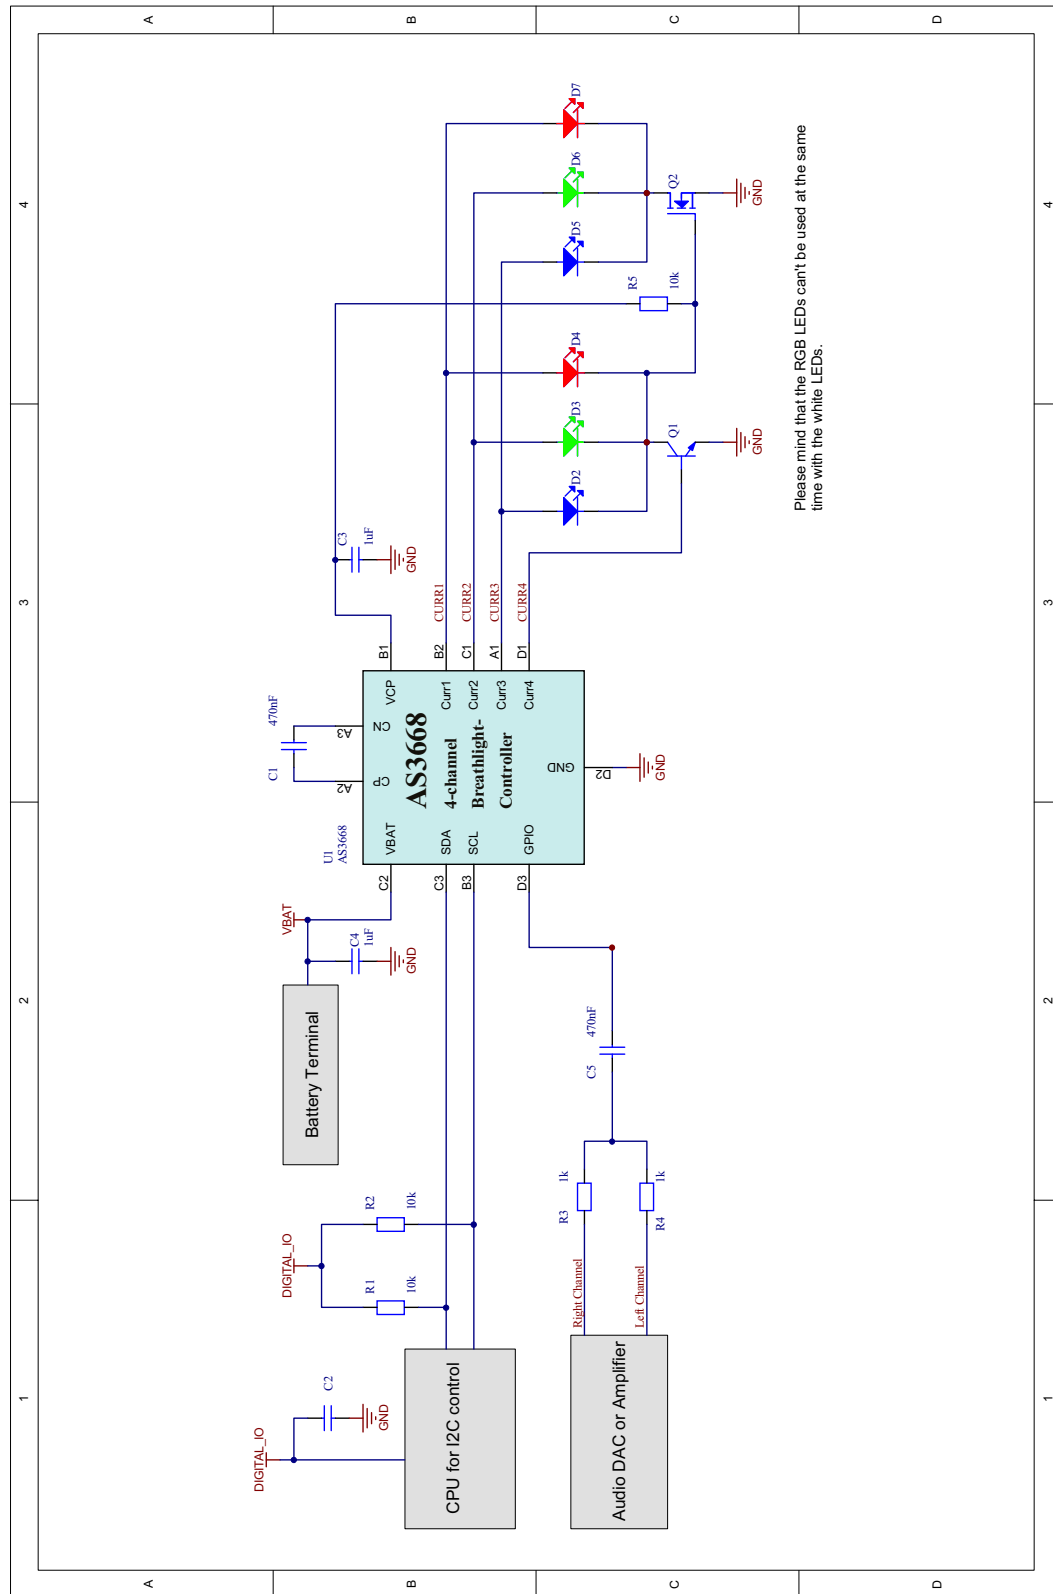 1
2
3
4
A
B
C
D
DIGITAL_IO
C2
GND
CPU for I2C control
DIGITAL_IO
R1
10k
R2
10k
Battery Terminal
VBAT
C4
1uF
GND
U1
AS3668
C1
470nF
A2
A3
CP
CN
C2
VBAT
C3
SDA
B3
SCL
D3
GPIO
AS3668
4-channel
Breathlight-
Controller
GND
D2
GND
VCP
B1
Curr1
B2
Curr2
C1
Curr3
A1
Curr4
D1
CURR1
CURR2
CURR3
CURR4
C3
1uF
GND
D2
D3
D4
Q1
GND
R5
10k
D5
D6
D7
Q2
GND
Audio DAC or Amplifier
Right Channel
Left Channel
R3
1k
R4
1k
C5
470nF
Please mind that the RGB LEDs can't be used at the same
time with the white LEDs.
A
B
C
D
1
2
3
4